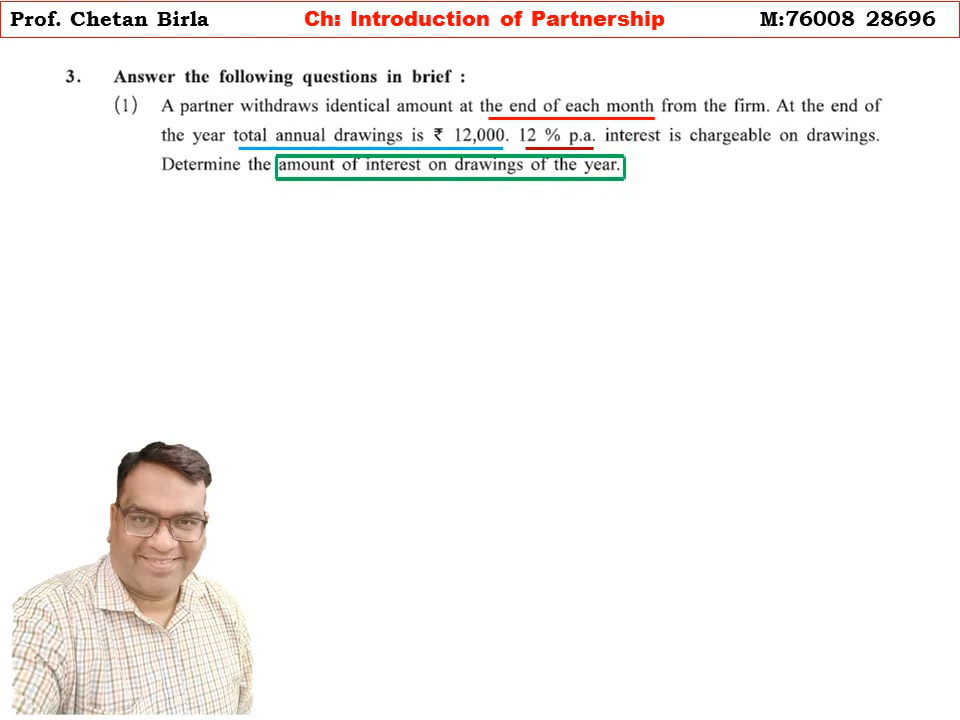 Prof. Chetan Birla Ch: Introduction of Partnership M:76008 28696
3. Answer the following questions in brief :
(1) A partner withdraws identical amount at the end of each month from the firm. At the end of
the year total annual drawings is ₹ 12,000. 12 % p.a. interest is chargeable on drawings.
Determine the amount of interest on drawings of the year.